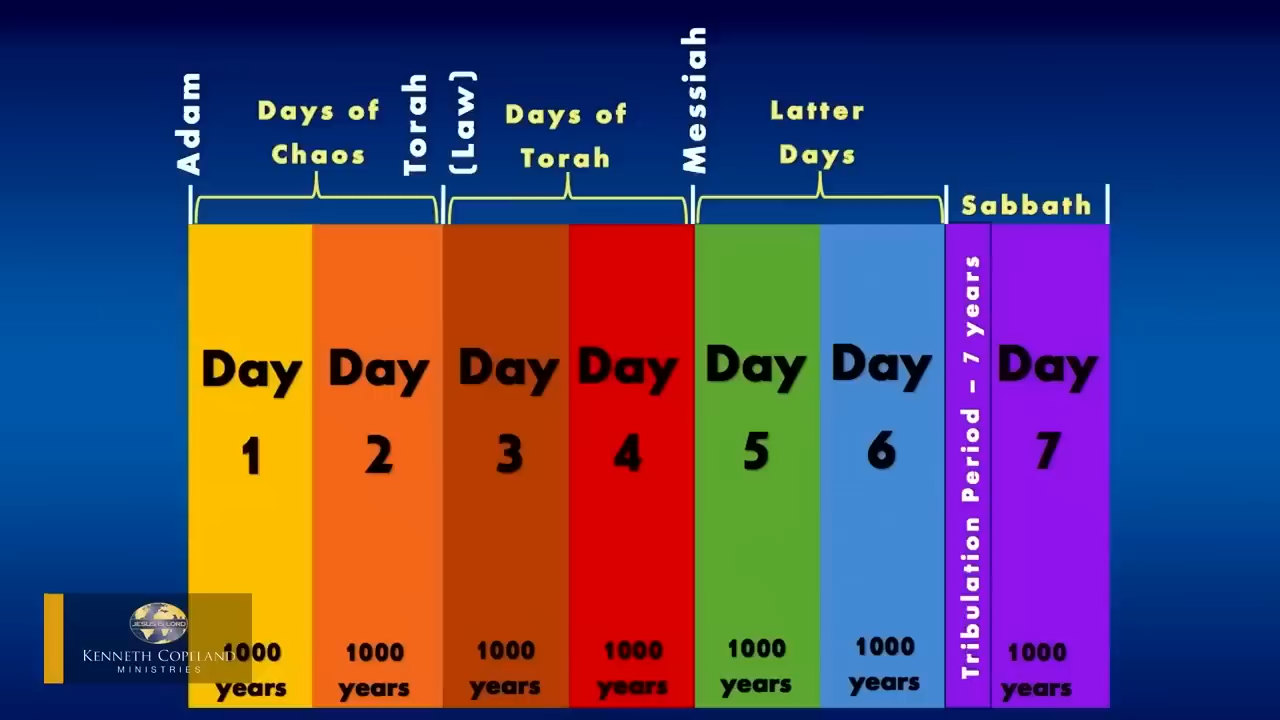 Adam
Days of
Chaos
Torah
(Law)
Days of
Torah
Messiah
Latter
Days
Sabbath
Day
1
1000
years
Day
2
1000
years
Day
3
1000
years
Day
4
1000
years
Day
5
1000
years
Day
6
1000
years
Tribulation Period – 7 years
Day
7
1000
years
JESUS IS LORD
KENNETH COPELAND
MINISTRIES